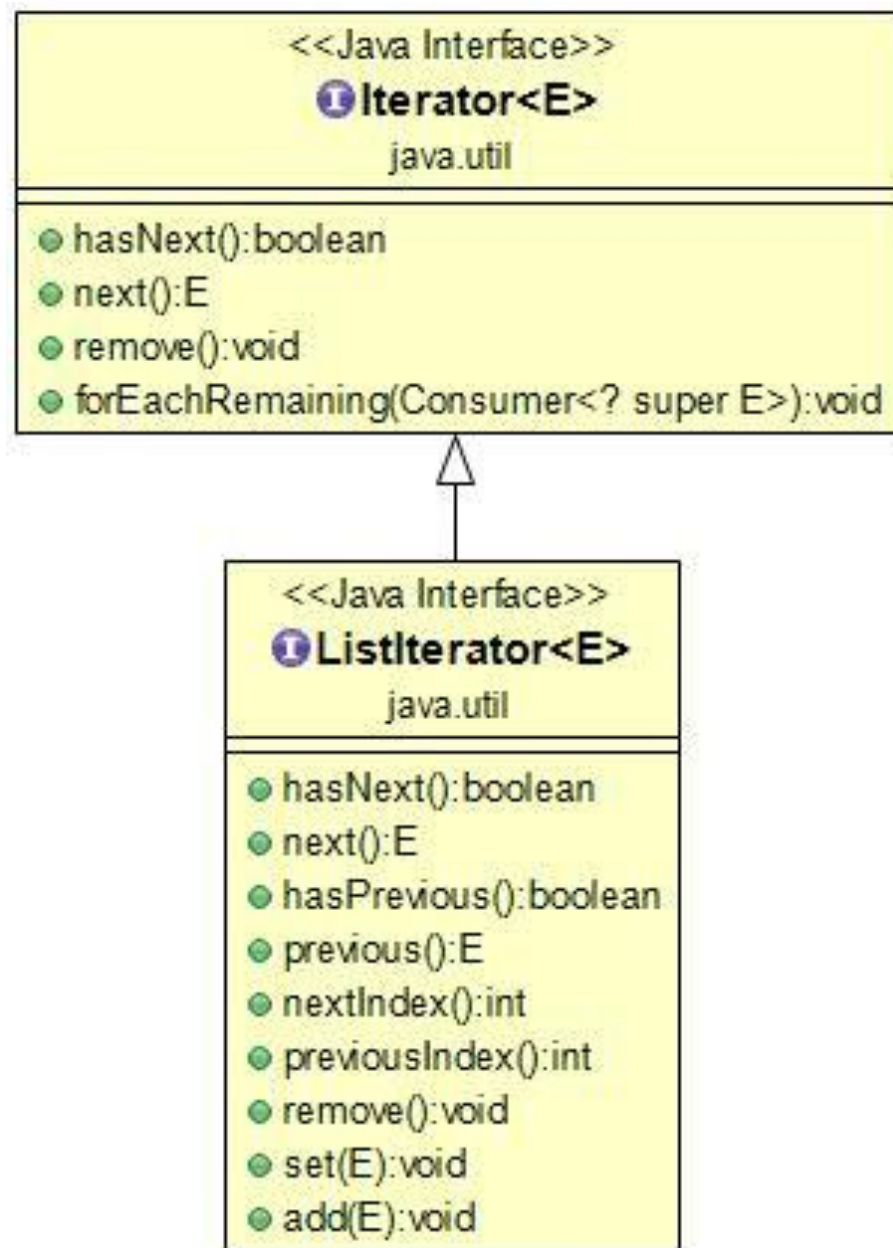 <<Java Interface>>
I Iterator<E>
java.util
hasNext():boolean
next():E
remove():void
forEachRemaining(Consumer<? super E>):void
<<Java Interface>>
I ListIterator<E>
java.util
hasNext():boolean
next():E
hasPrevious():boolean
previous():E
nextIndex():int
previousIndex():int
remove():void
set(E):void
add(E):void